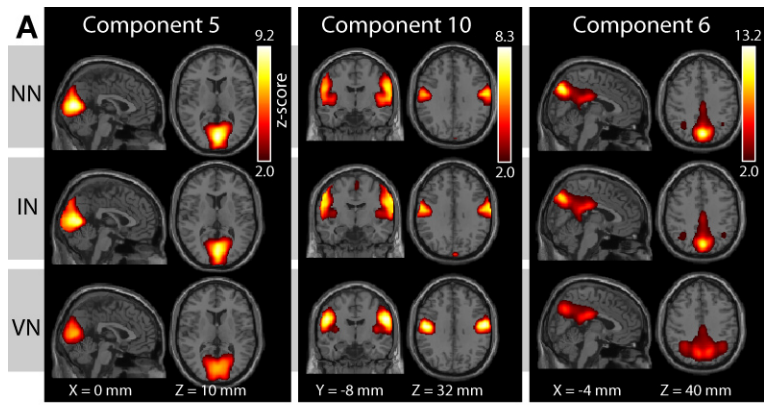 A
Component 5
Component 10
Component 6
9.2
8.3
13.2
z-score
NN
2.0
2.0
2.0
IN
VN
X = 0 mm
Z = 10 mm
Y = -8 mm
Z = 32 mm
X = -4 mm
Z = 40 mm